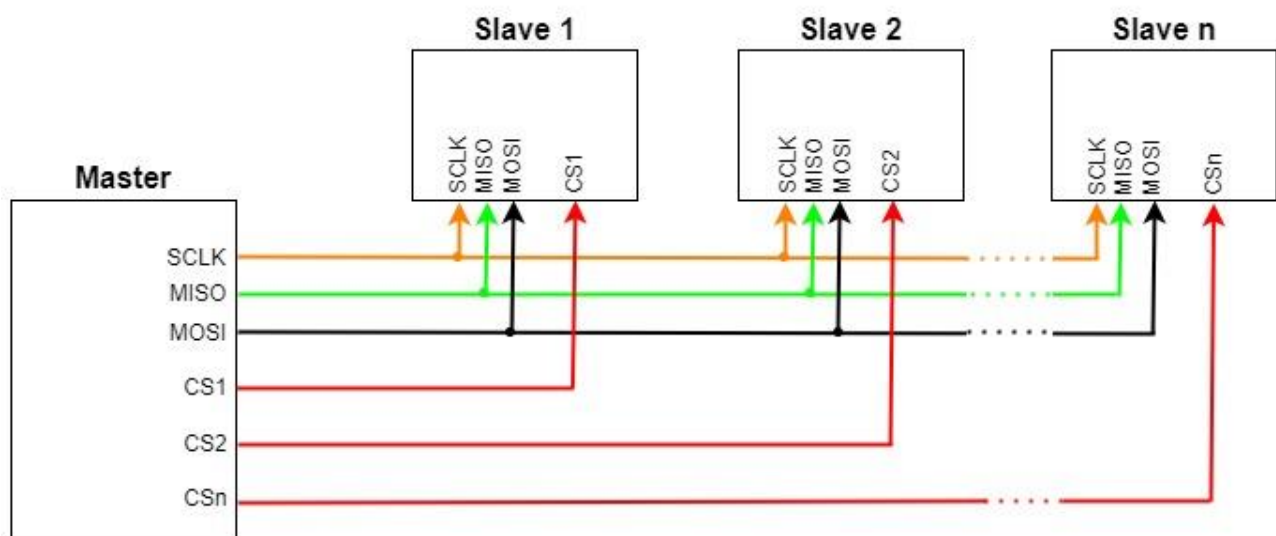 Slave 1
Slave 2
Slave n
SCLK
MISO
MOSI
CS1
SCLK
MISO
MOSI
CS2
SCLK
MISO
MOSI
CSn
Master
SCLK
MISO
MOSI
CS1
CS2
CSn